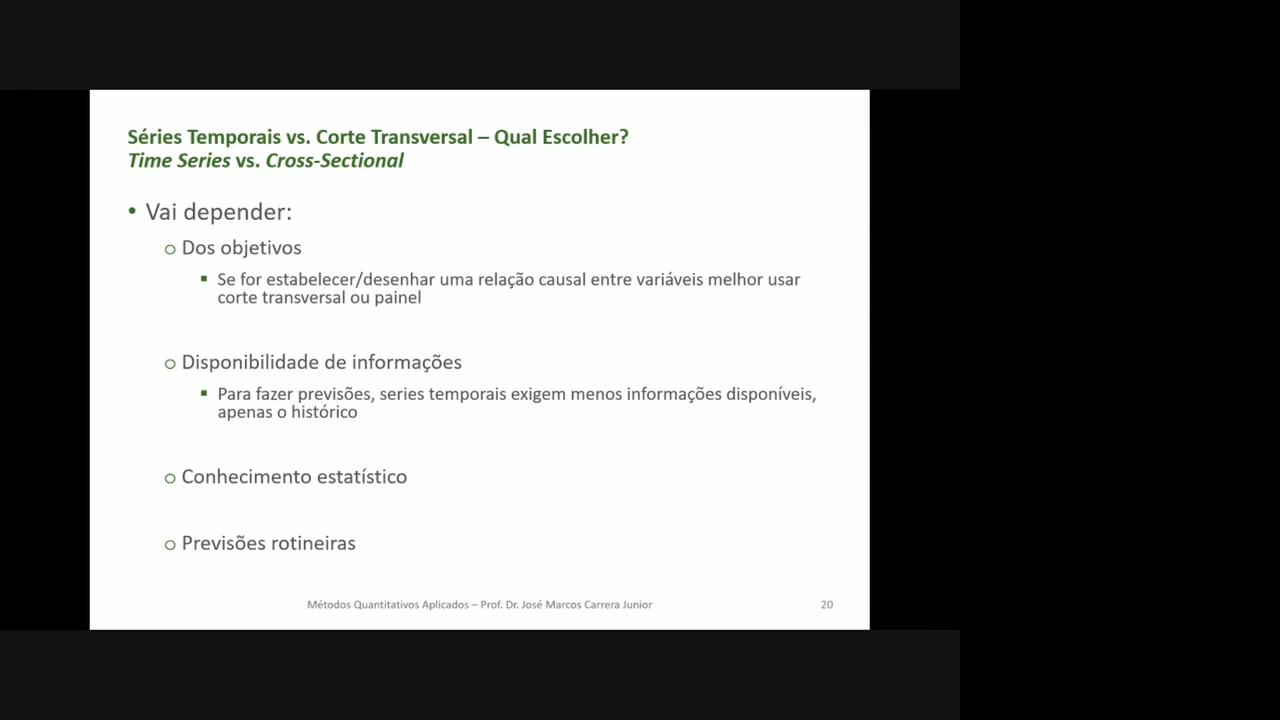 Séries Temporais vs. Corte Transversal – Qual Escolher?
Time Series vs. Cross-Sectional
• Vai depender:
o Dos objetivos
▪ Se for estabelecer/desenhar uma relação causal entre variáveis melhor usar
corte transversal ou painel
o Disponibilidade de informações
▪ Para fazer previsões, series temporais exigem menos informações disponíveis,
apenas o histórico
o Conhecimento estatístico
o Previsões rotineiras
Métodos Quantitativos Aplicados – Prof. Dr. José Marcos Carrera Junior
20